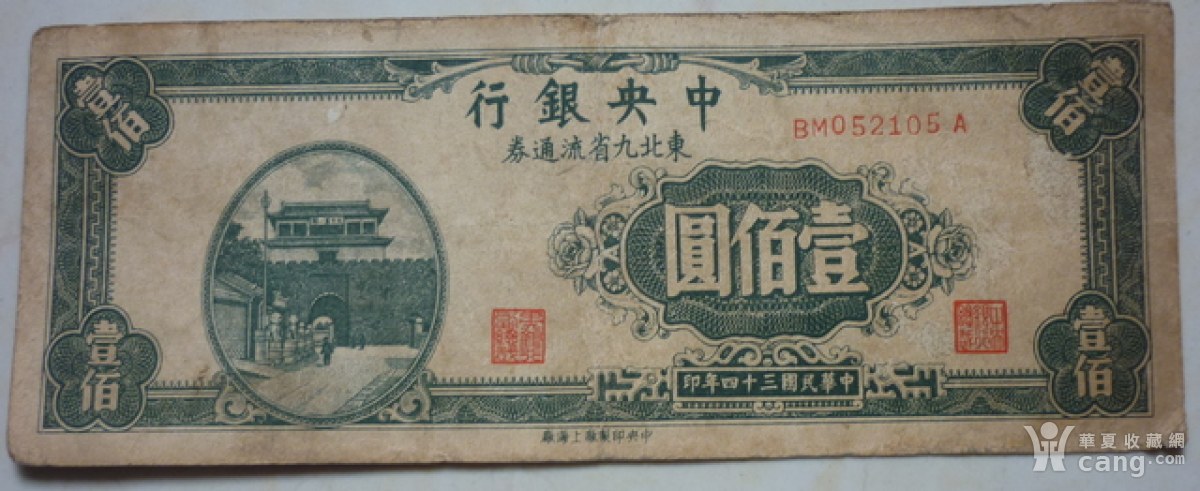 中央銀行
東北九省流通券
BM052105 A
壹佰
壹佰
壹佰圓
壹佰
壹佰
中華民國三十四年印
中央印製廠上海廠
華夏收藏網
cang.com